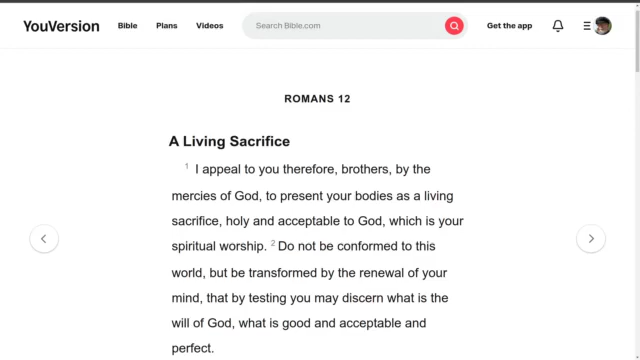 YouVersion Bible Plans Videos Search Bible.com Get the app
ROMANS 12
A Living Sacrifice
1 I appeal to you therefore, brothers, by the
mercies of God, to present your bodies as a living
sacrifice, holy and acceptable to God, which is your
spiritual worship. 2 Do not be conformed to this
world, but be transformed by the renewal of your
mind, that by testing you may discern what is the
will of God, what is good and acceptable and
perfect.